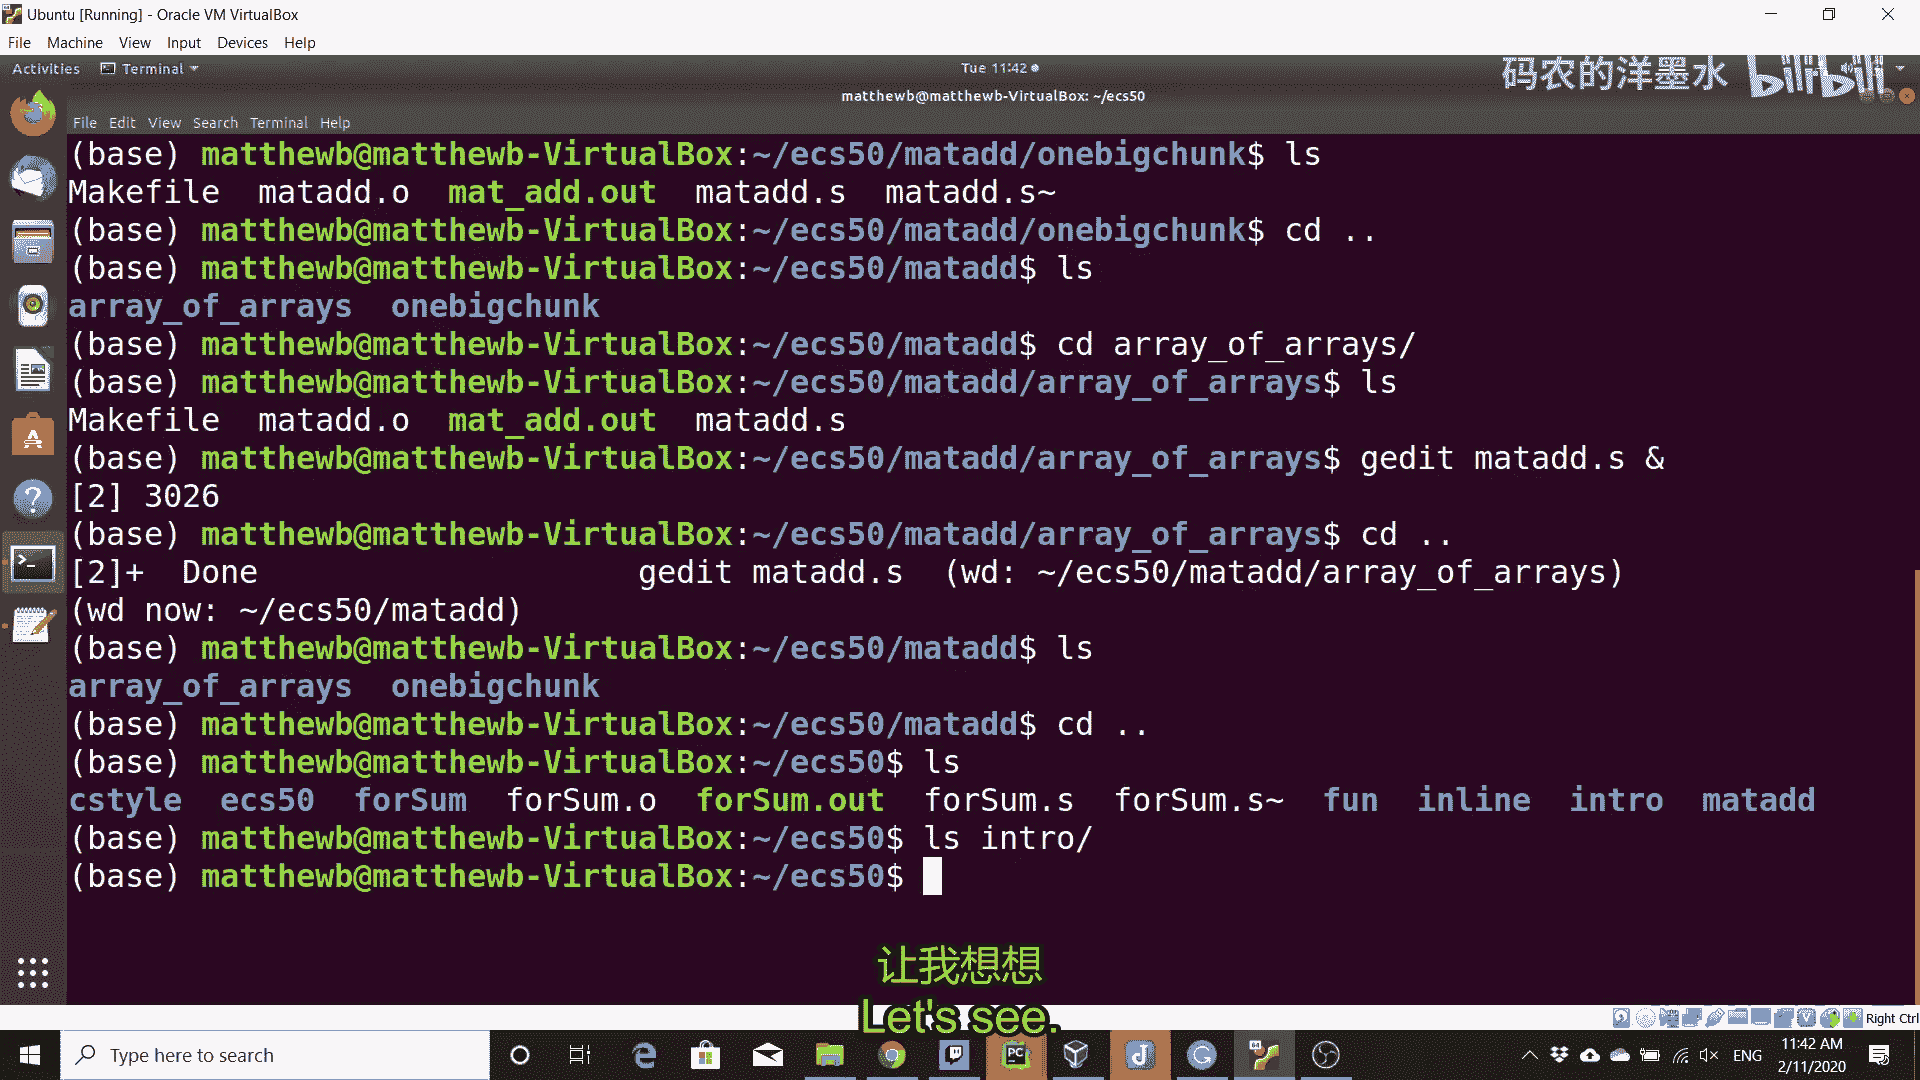 Ubuntu [Running] - Oracle VM VirtualBox
File Machine View Input Devices Help
Activities Terminal Tue 11:42
码农的洋墨水 bilibili
matthewb@matthewb-VirtualBox: ~/ecs50
File Edit View Search Terminal Help
(base) matthewb@matthewb-VirtualBox:~/ecs50/matadd/onebigchunk$ ls
Makefile matadd.o mat_add.out matadd.s matadd.s~
(base) matthewb@matthewb-VirtualBox:~/ecs50/matadd/onebigchunk$ cd ..
(base) matthewb@matthewb-VirtualBox:~/ecs50/matadd$ ls
array_of_arrays onebigchunk
(base) matthewb@matthewb-VirtualBox:~/ecs50/matadd$ cd array_of_arrays/
(base) matthewb@matthewb-VirtualBox:~/ecs50/matadd/array_of_arrays$ ls
Makefile matadd.o mat_add.out matadd.s
(base) matthewb@matthewb-VirtualBox:~/ecs50/matadd/array_of_arrays$ gedit matadd.s &
[2] 3026
(base) matthewb@matthewb-VirtualBox:~/ecs50/matadd/array_of_arrays$ cd ..
[2]+ Done gedit matadd.s (wd: ~/ecs50/matadd/array_of_arrays)
(wd now: ~/ecs50/matadd)
(base) matthewb@matthewb-VirtualBox:~/ecs50/matadd$ ls
array_of_arrays onebigchunk
(base) matthewb@matthewb-VirtualBox:~/ecs50/matadd$ cd ..
(base) matthewb@matthewb-VirtualBox:~/ecs50$ ls
cstyle ecs50 forSum forSum.o forSum.out forSum.s forSum.s~ fun inline intro matadd
(base) matthewb@matthewb-VirtualBox:~/ecs50$ ls intro/
(base) matthewb@matthewb-VirtualBox:~/ecs50$
让我想想
Let's see.
Right Ctrl
Type here to search
PC
ENG
11:42 AM
2/11/2020